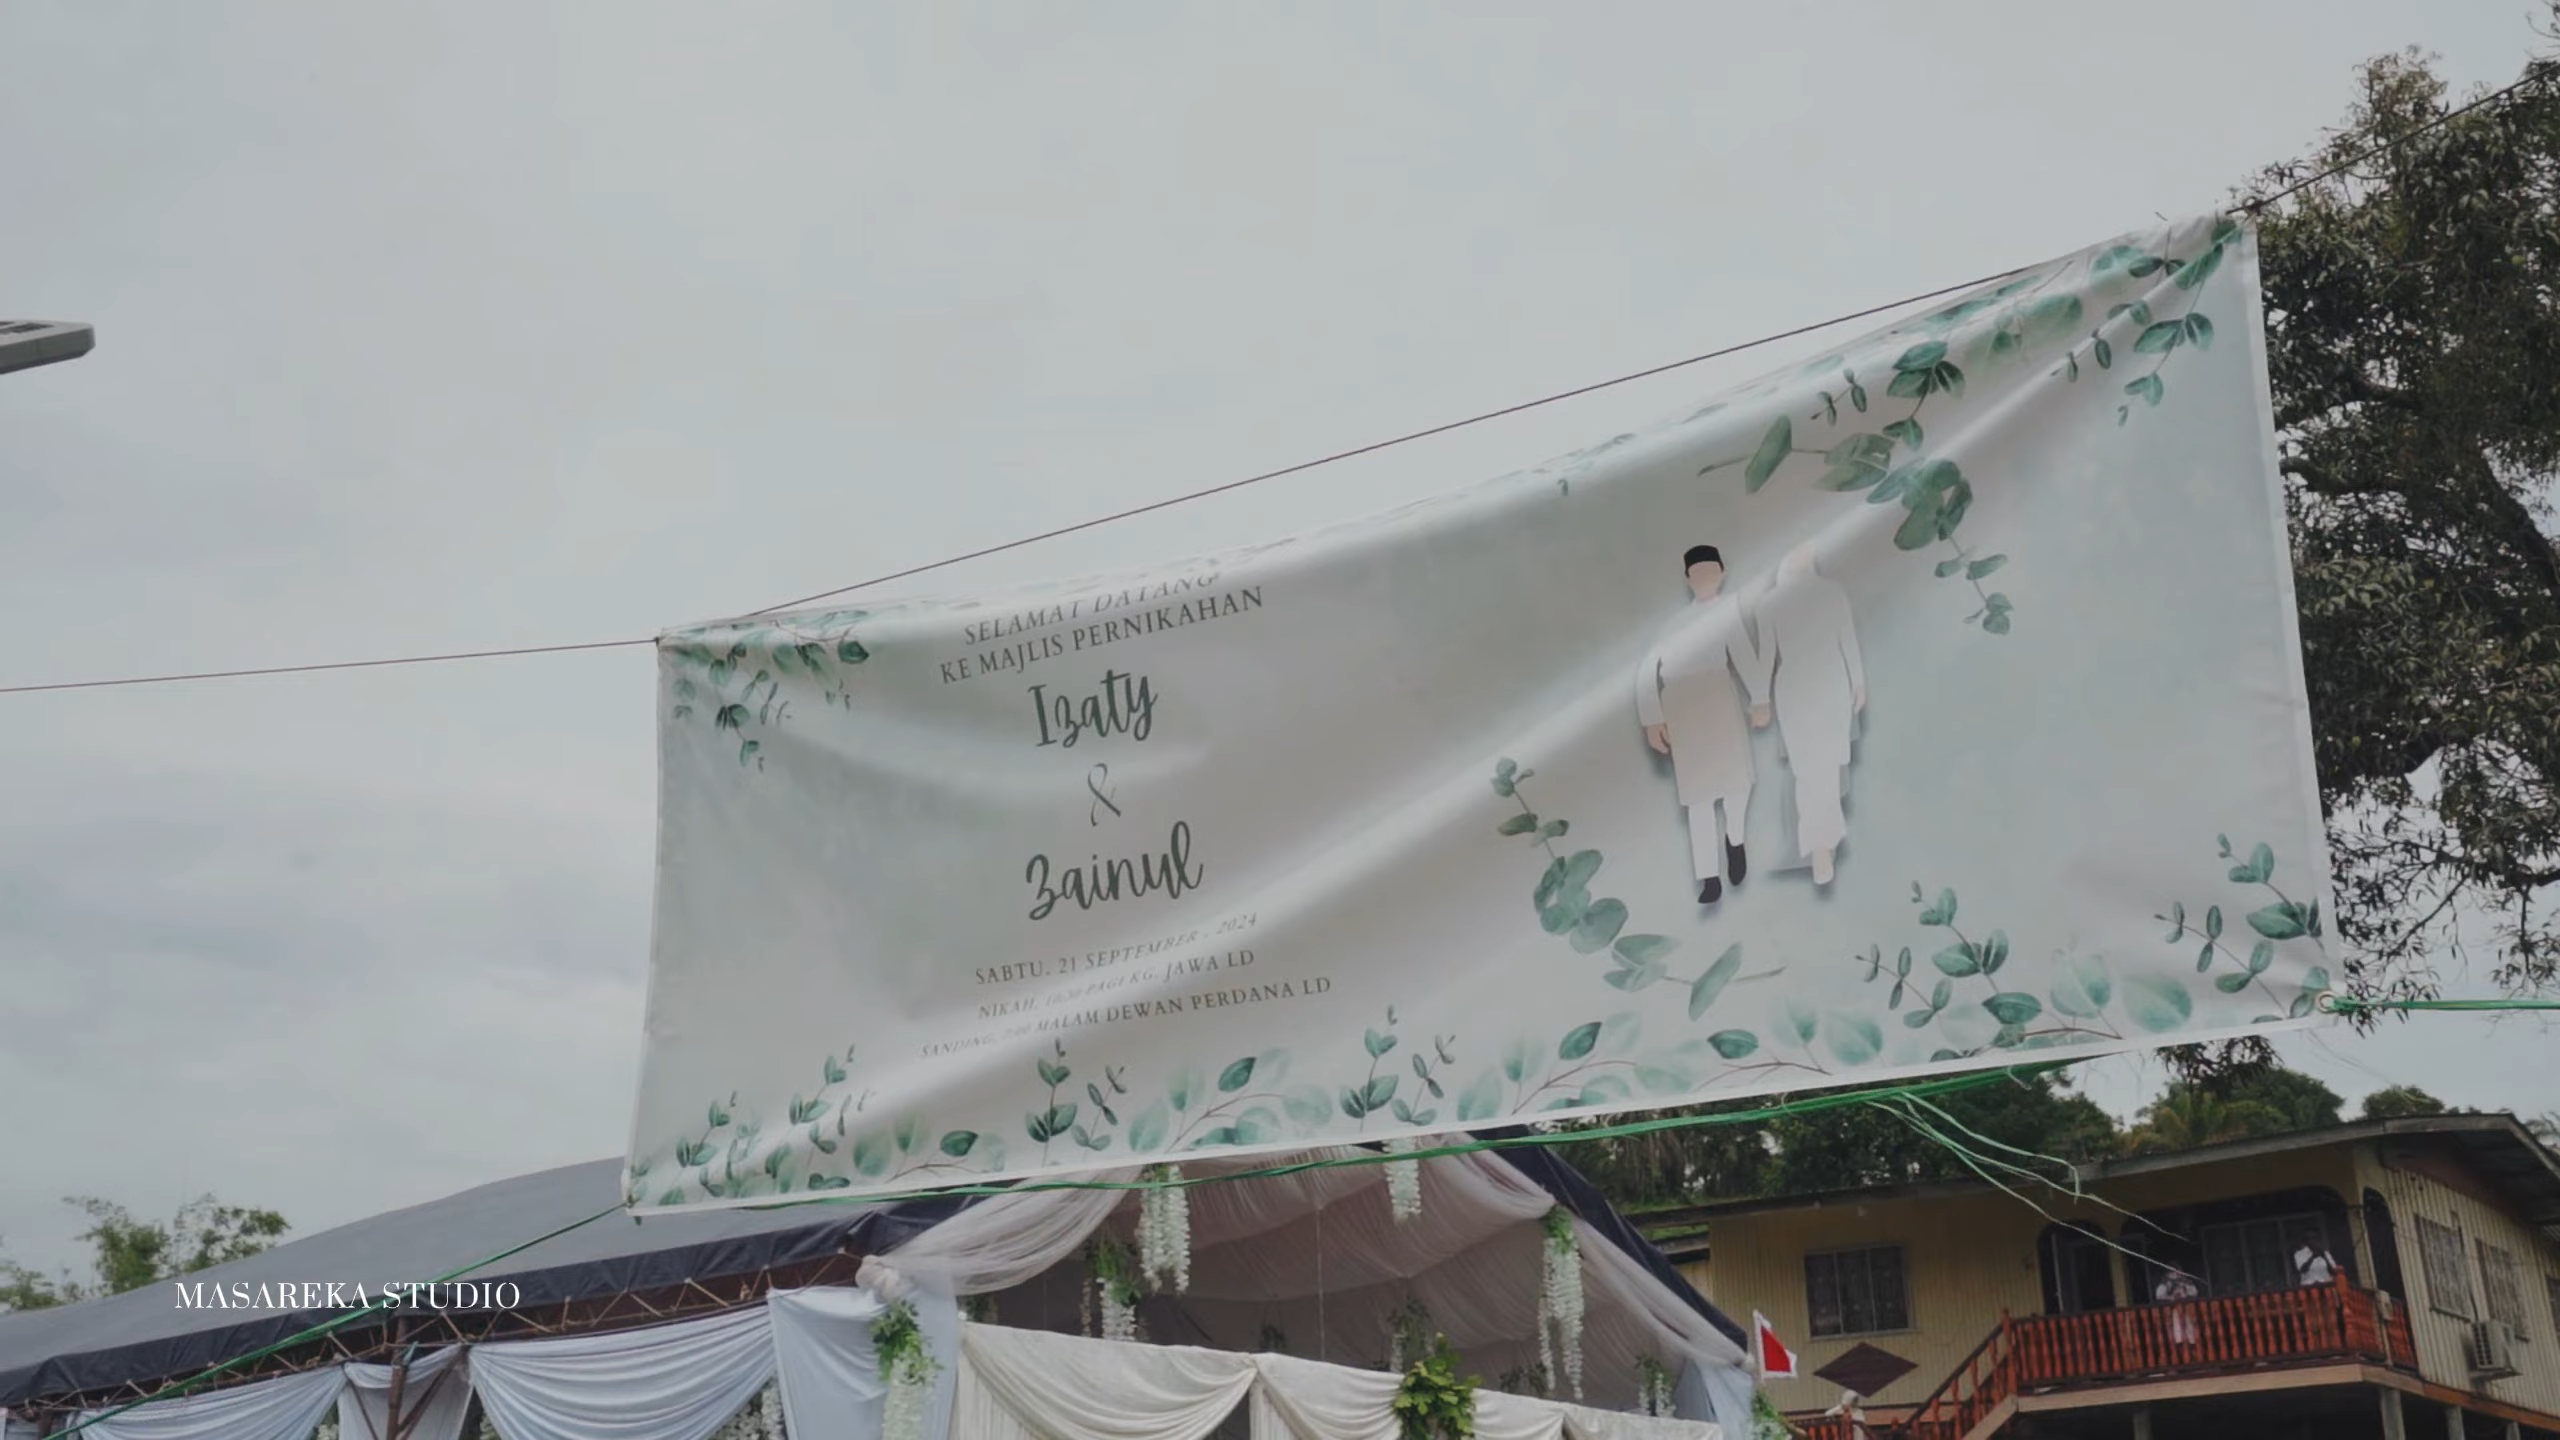 SELAMAT DATANG
KE MAJLIS PERNIKAHAN
Izaty
&
Zainul
SABTU, 21 SEPTEMBER - 2024
NIKAH, PAGI KG. JAWA LD
SANDING, MALAM DEWAN PERDANA LD
MASAREKA STUDIO